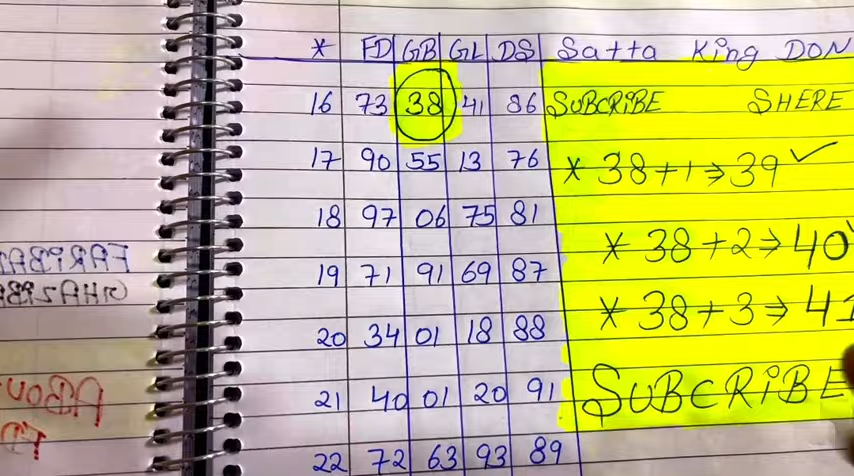 * FD GB GL DS Satta King DON
16 73 38 41 86 SUBCRIBE SHERE
17 90 55 13 76 * 38+1⇒39 ✓
18 97 06 75 81
* 38+2⇒40
19 71 91 69 87
* 38+3⇒41
20 34 01 18 88
21 40 01 20 91 SUBCRIBE
22 72 63 93 89